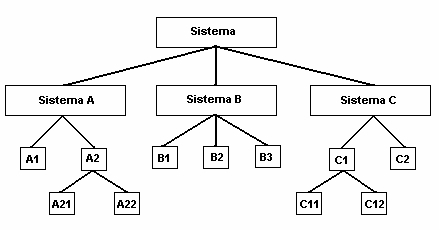 Sistema
Sistema A
Sistema B
Sistema C
A1
A2
B1
B2
B3
C1
C2
A21
A22
C11
C12